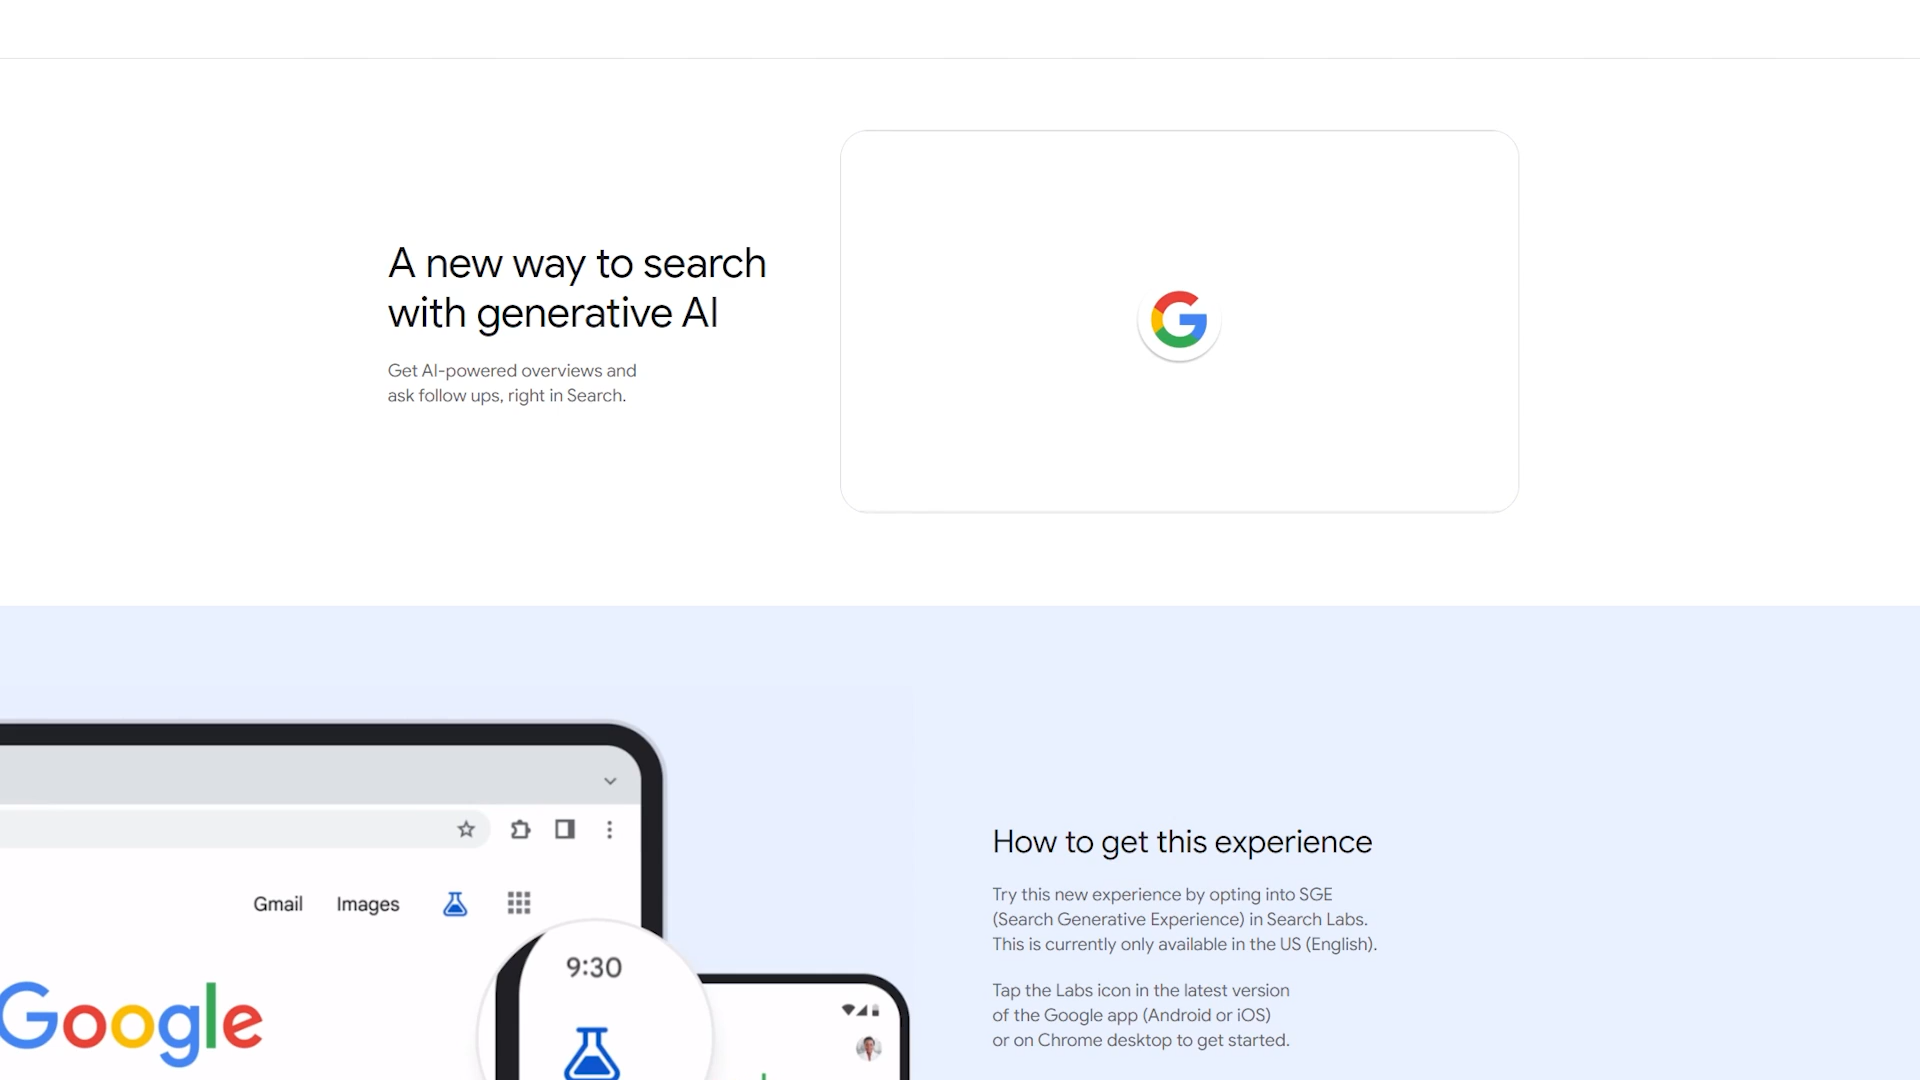 A new way to search
with generative AI
Get AI-powered overviews and
ask follow ups, right in Search.
Gmail Images
Google
9:30
How to get this experience
Try this new experience by opting into SGE
(Search Generative Experience) in Search Labs.
This is currently only available in the US (English).
Tap the Labs icon in the latest version
of the Google app (Android or iOS)
or on Chrome desktop to get started.